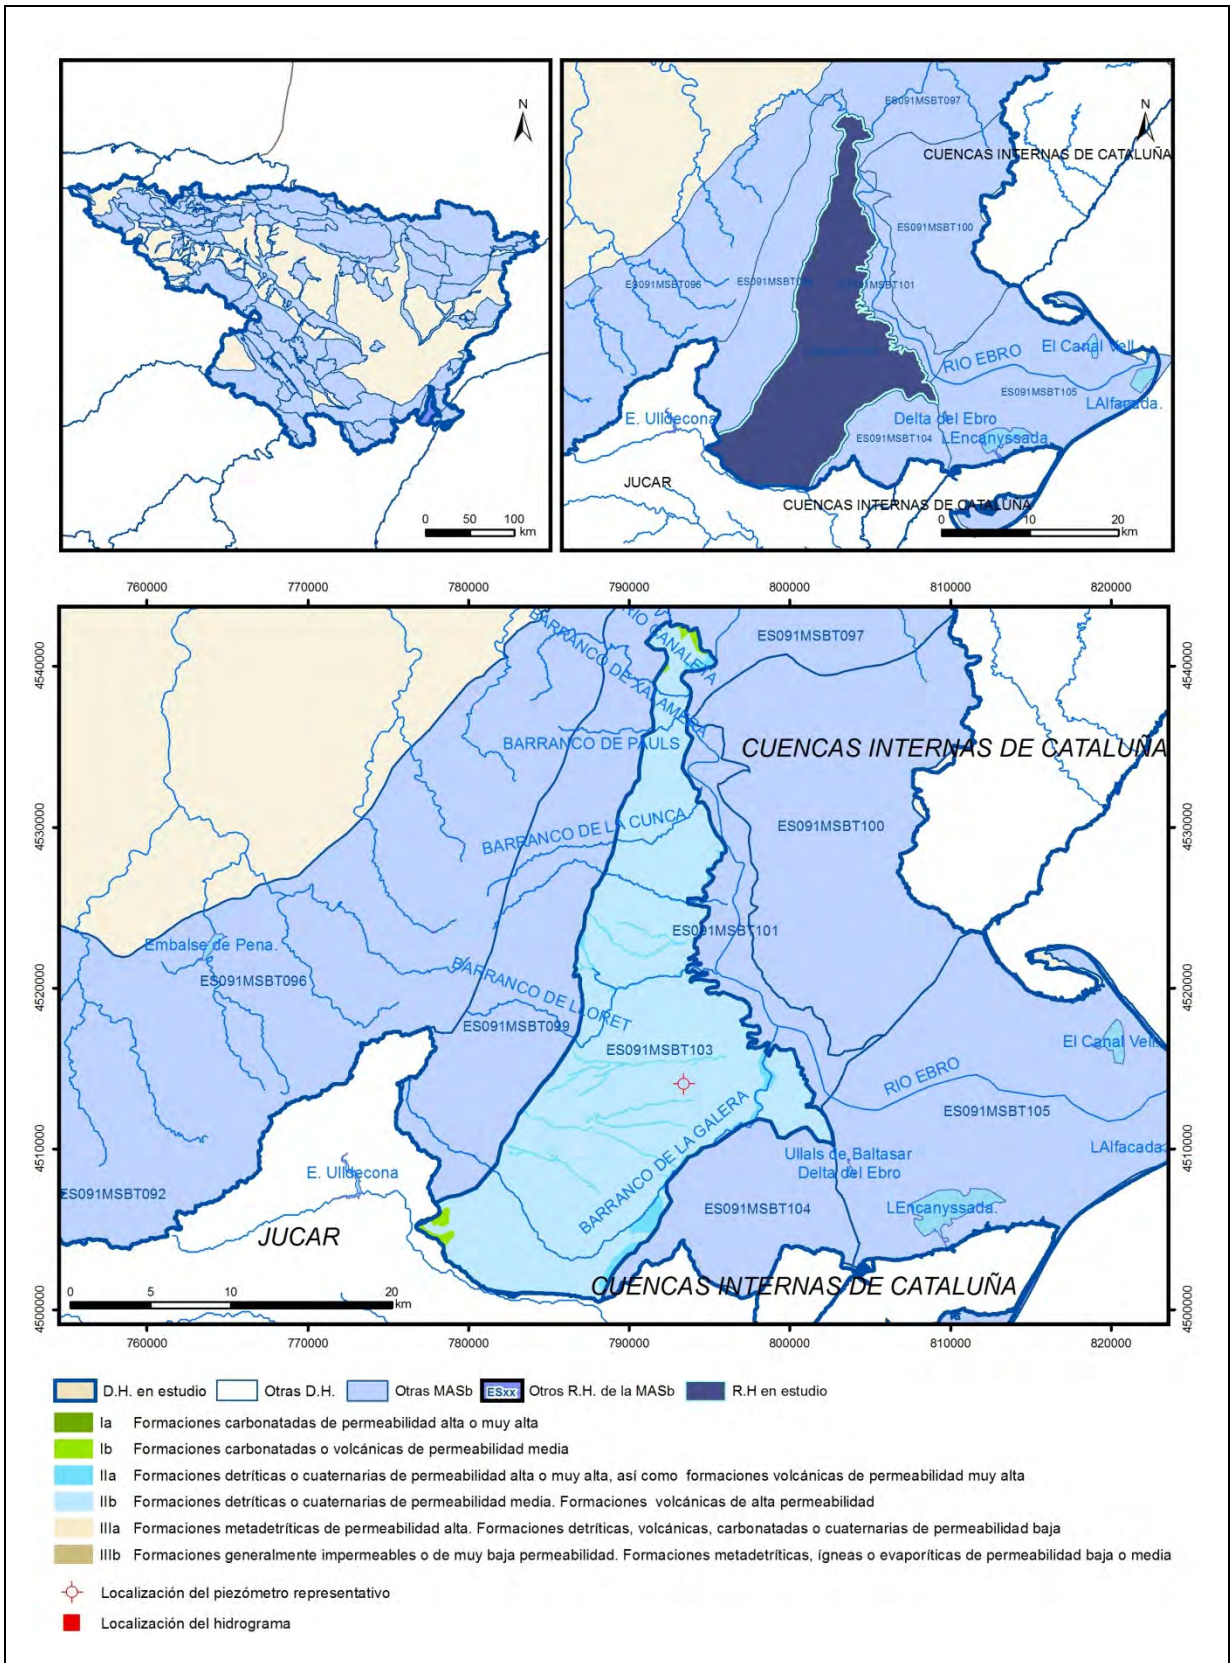 N
0 50 100
km
N
ES091MSBT097
CUENCAS INTERNAS DE CATALUÑA
ES091MSBT100
ES091MSBT096
ES091MSBT101
El Canal Vell.
RIO EBRO
ES091MSBT105
LAlfacada.
E. Ulldecona
Delta del Ebro
ES091MSBT104
LEncanyssada
JUCAR
CUENCAS INTERNAS DE CATALUÑA
0 10 20
km
760000 770000 780000 790000 800000 810000 820000
4540000
4530000
4520000
4510000
4500000
RIO CANALETA
BARRANCO DE XALAMERA
ES091MSBT097
BARRANCO DE PAULS
CUENCAS INTERNAS DE CATALUÑA
BARRANCO DE LA CUNCA
ES091MSBT100
ES091MSBT101
Embalse de Pena.
ES091MSBT096
BARRANCO DE LLORET
ES091MSBT099
ES091MSBT103
El Canal Vell.
RIO EBRO
ES091MSBT105
BARRANCO DE LA GALERA
LAlfacada.
Ullals de Baltasar
Delta del Ebro
E. Ulldecona
ES091MSBT092
ES091MSBT104
LEncanyssada.
JUCAR
CUENCAS INTERNAS DE CATALUÑA
0 5 10 20
km
4540000
4530000
4520000
4510000
4500000
760000 770000 780000 790000 800000 810000 820000
D.H. en estudio Otras D.H. Otras MASb ESxx Otros R.H. de la MASb R.H en estudio
Ia Formaciones carbonatadas de permeabilidad alta o muy alta
Ib Formaciones carbonatadas o volcánicas de permeabilidad media
IIa Formaciones detríticas o cuaternarias de permeabilidad alta o muy alta, así como formaciones volcánicas de permeabilidad muy alta
IIb Formaciones detríticas o cuaternarias de permeabilidad media. Formaciones volcánicas de alta permeabilidad
IIIa Formaciones metadetríticas de permeabilidad alta. Formaciones detríticas, volcánicas, carbonatadas o cuaternarias de permeabilidad baja
IIIb Formaciones generalmente impermeables o de muy baja permeabilidad. Formaciones metadetríticas, ígneas o evaporíticas de permeabilidad baja o media
Localización del piezómetro representativo
Localización del hidrograma